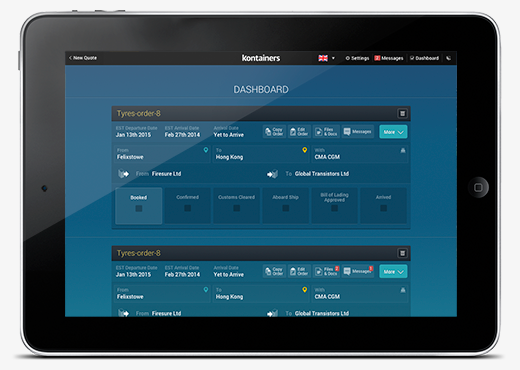 New Quote
kontainers
Settings
2 Messages
Dashboard
DASHBOARD
Tyres-order-8
EST Departure Date
Jan 13th 2015
EST Arrival Date
Feb 27th 2014
Arrival Date
Yet to Arrive
Copy Order
Edit Order
Files & Docs
Messages
More
From
Felixstowe
To
Hong Kong
With
CMA CGM
From Firesure Ltd
To Global Transistors Ltd
Booked
Confirmed
Customs Cleared
Aboard Ship
Bill of Lading Approved
Arrived
Tyres-order-8
EST Departure Date
Jan 13th 2015
EST Arrival Date
Feb 27th 2014
Arrival Date
Yet to Arrive
Copy Order
Edit Order
Files & Docs
Messages
More
From
Felixstowe
To
Hong Kong
With
CMA CGM
From Firesure Ltd
To Global Transistors Ltd